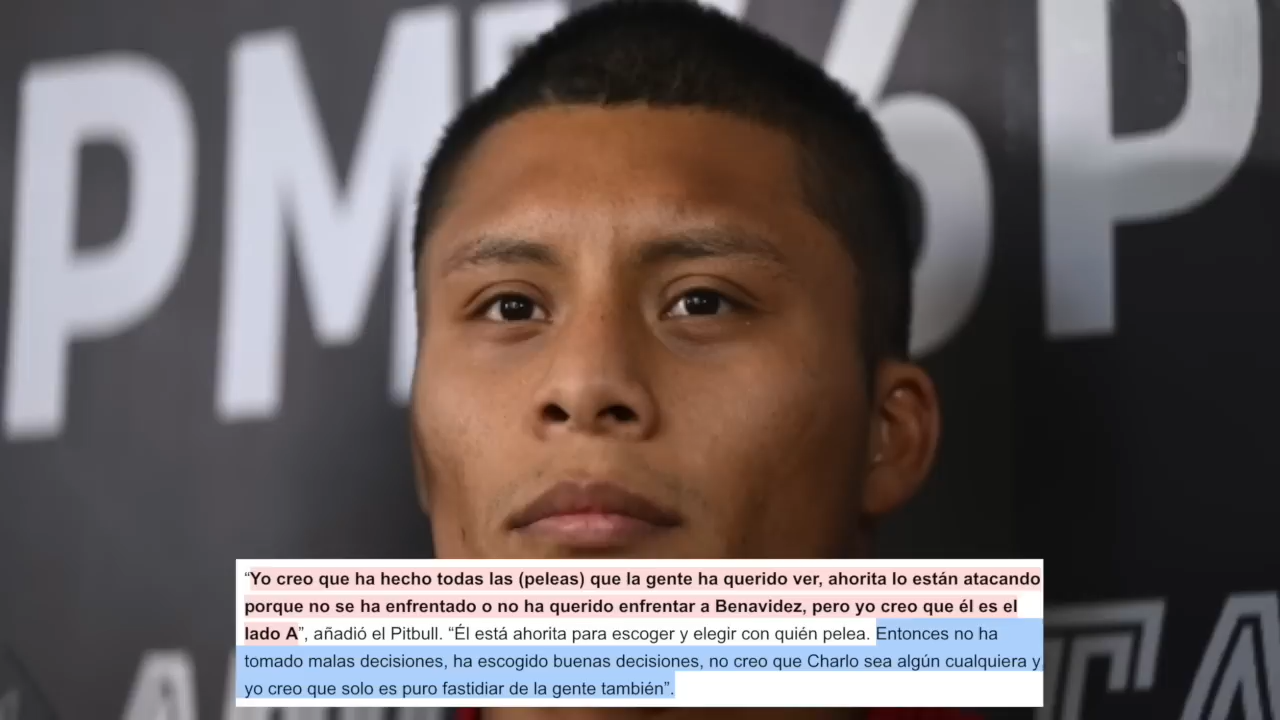 PM 6P
“Yo creo que ha hecho todas las (peleas) que la gente ha querido ver, ahorita lo están atacando
porque no se ha enfrentado o no ha querido enfrentar a Benavidez, pero yo creo que él es el
lado A”, añadió el Pitbull. “Él está ahorita para escoger y elegir con quién pelea. Entonces no ha
tomado malas decisiones, ha escogido buenas decisiones, no creo que Charlo sea algún cualquiera y
yo creo que solo es puro fastidiar de la gente también”.